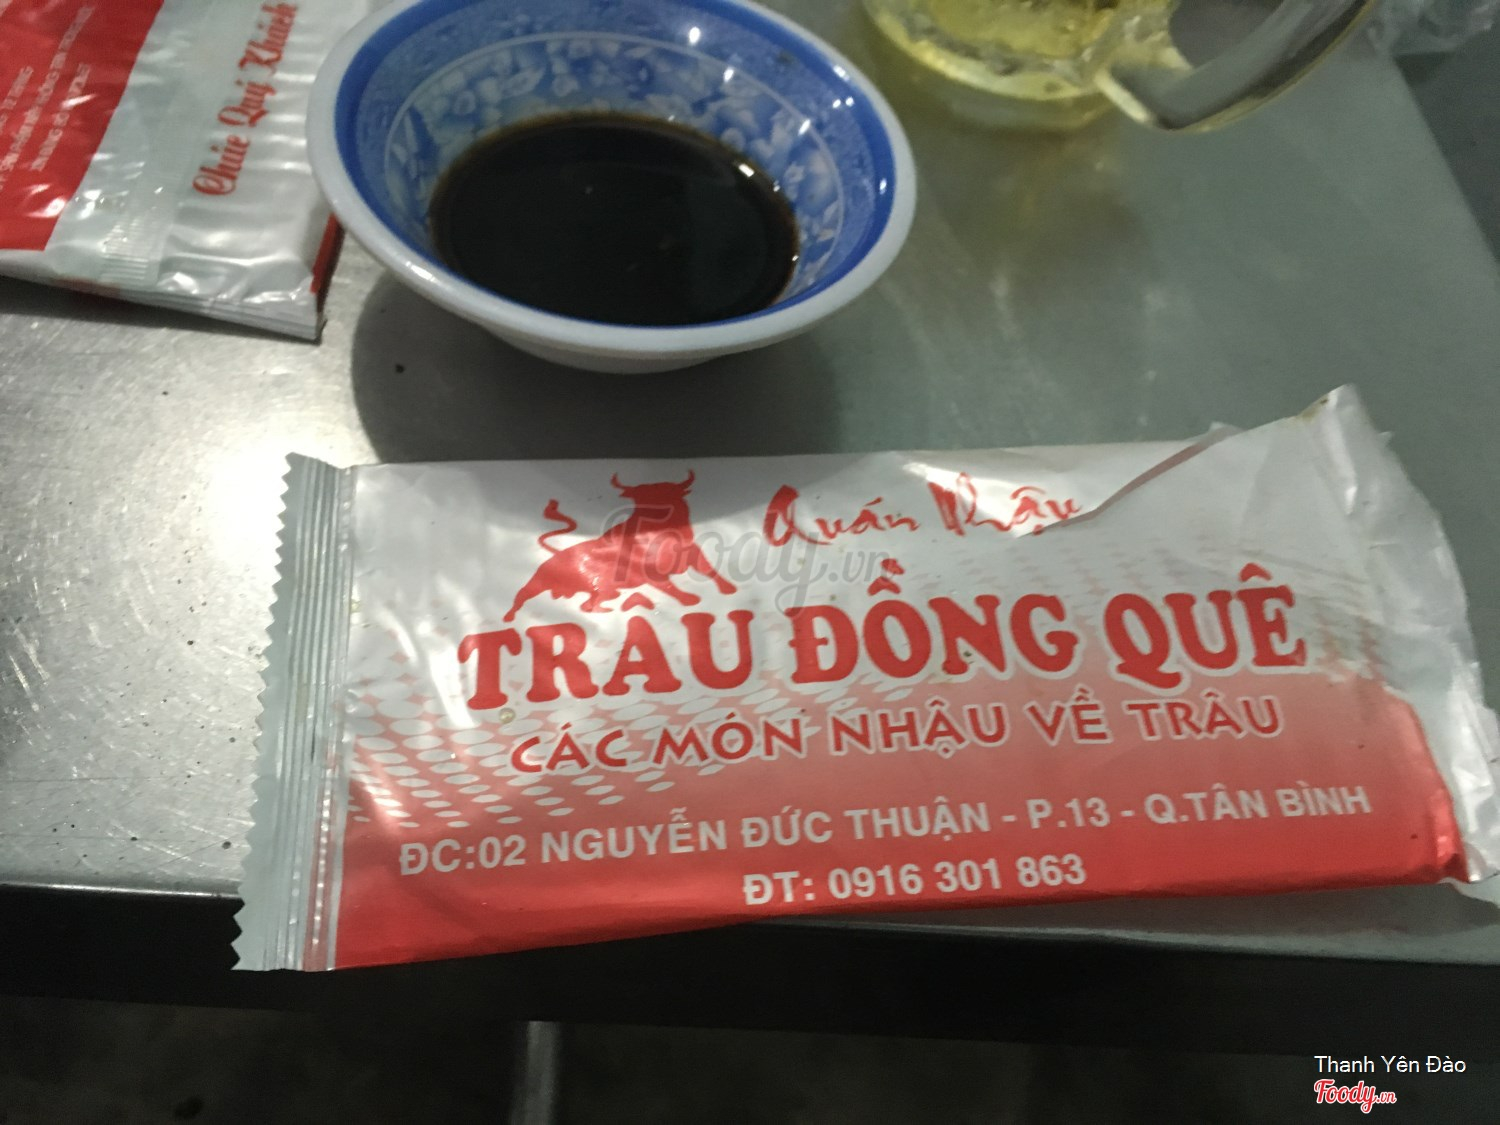 Chúc Quý Khách
Quán Nhậu
TRÂU ĐỒNG QUÊ
CÁC MÓN NHẬU VỀ TRÂU
ĐC:02 NGUYỄN ĐỨC THUẬN - P.13 - Q.TÂN BÌNH
ĐT: 0916 301 863
Foody.vn
Thanh Yên Đào
Foody.vn